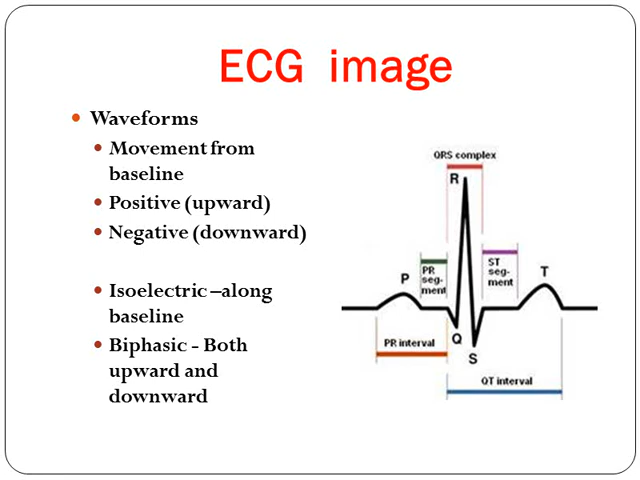 ECG image
Waveforms
Movement from
baseline
Positive (upward)
Negative (downward)
Isoelectric –along
baseline
Biphasic - Both
upward and
downward
QRS complex
R
P
PR
seg-
ment
ST
seg-
ment
T
Q
S
PR interval
QT interval